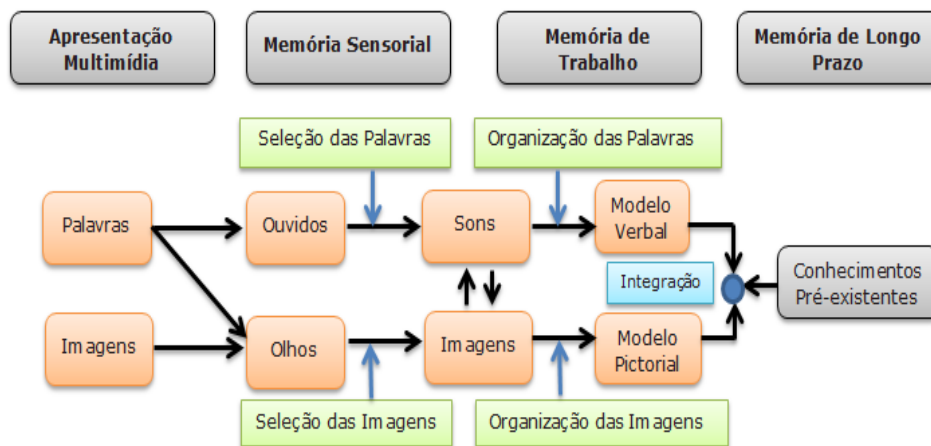 Apresentação
Multimídia
Memória Sensorial
Memória de
Trabalho
Memória de Longo
Prazo
Seleção das Palavras
Organização das Palavras
Palavras
Ouvidos
Sons
Modelo
Verbal
Integração
Conhecimentos
Pré-existentes
Imagens
Olhos
Imagens
Modelo
Pictorial
Seleção das Imagens
Organização das Imagens